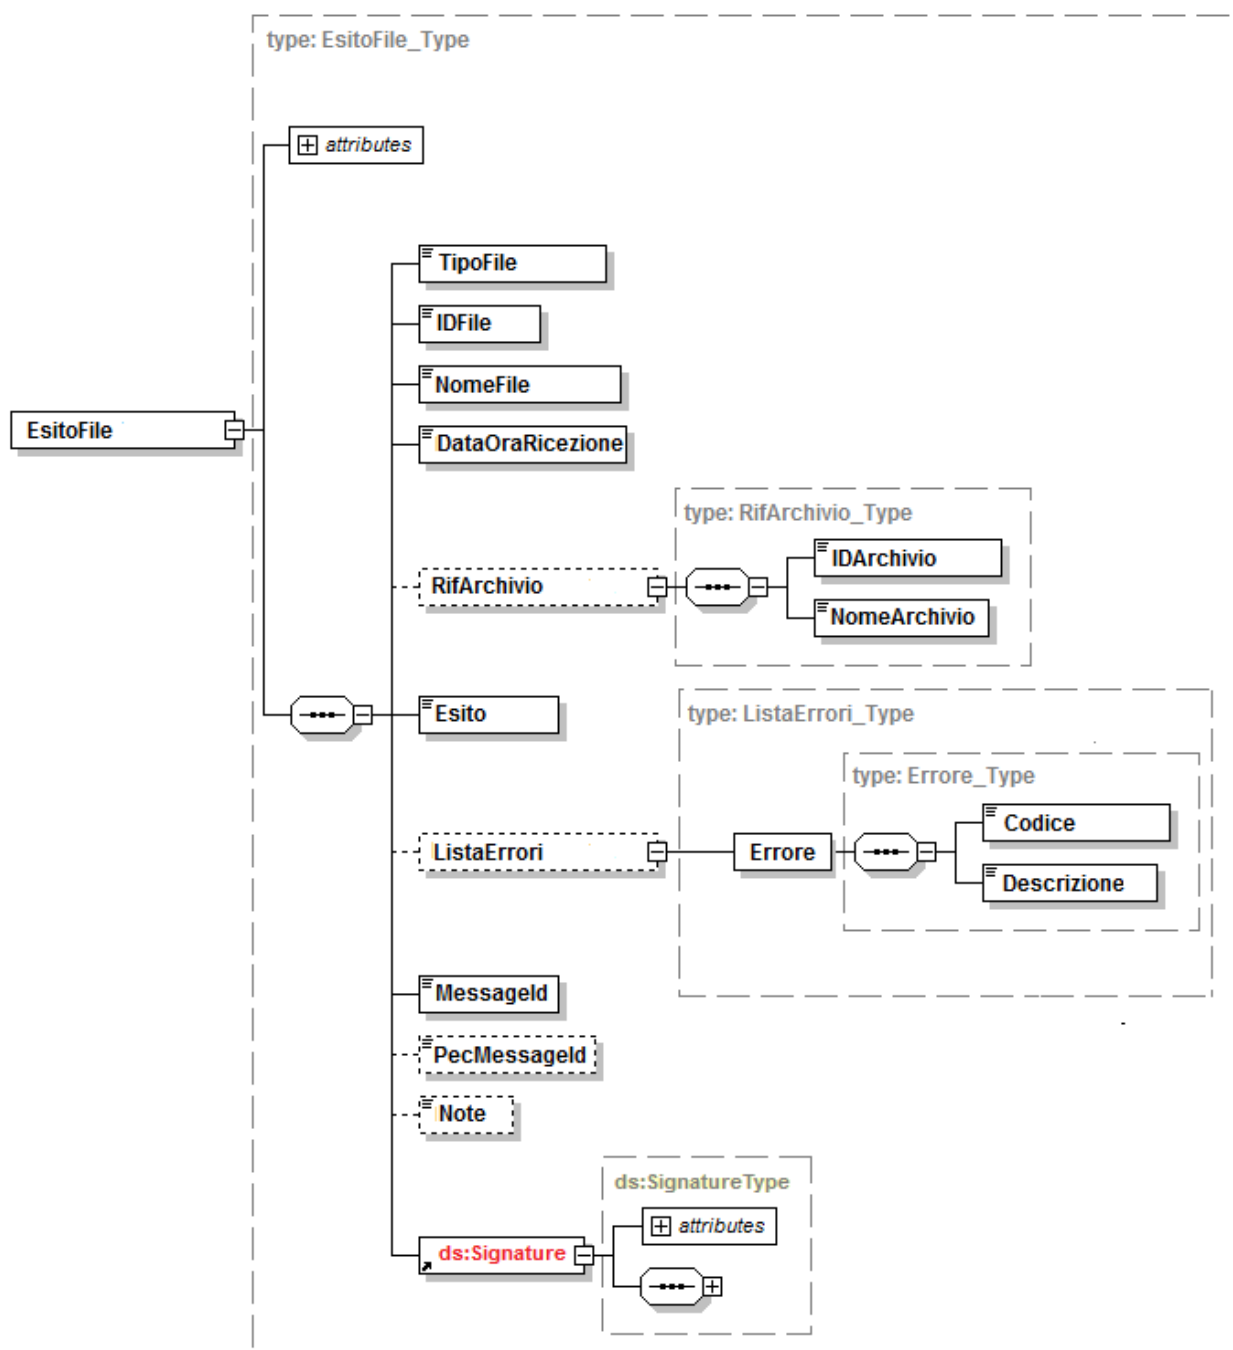 type: EsitoFile_Type
attributes
TipoFile
IDFile
NomeFile
EsitoFile
DataOraRicezione
type: RifArchivio_Type
IDArchivio
RifArchivio
NomeArchivio
Esito
type: ListaErrori_Type
type: Errore_Type
Codice
ListaErrori
Errore
Descrizione
MessageId
PecMessageId
Note
ds:SignatureType
attributes
ds:Signature